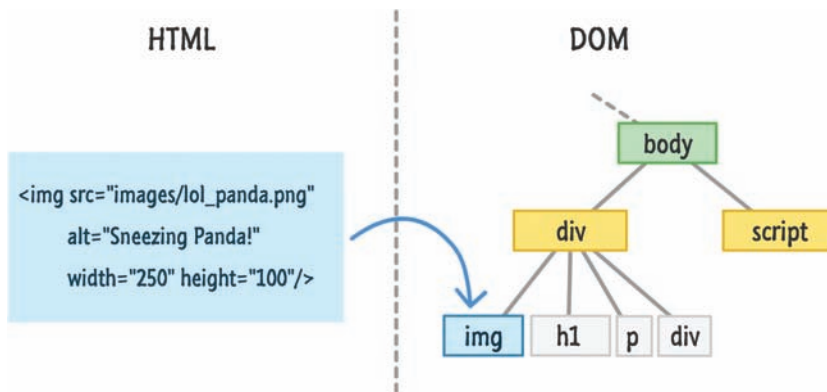 HTML
DOM
<img src="images/lol_panda.png"
alt="Sneezing Panda!"
width="250" height="100"/>
body
div
script
img
h1
p
div